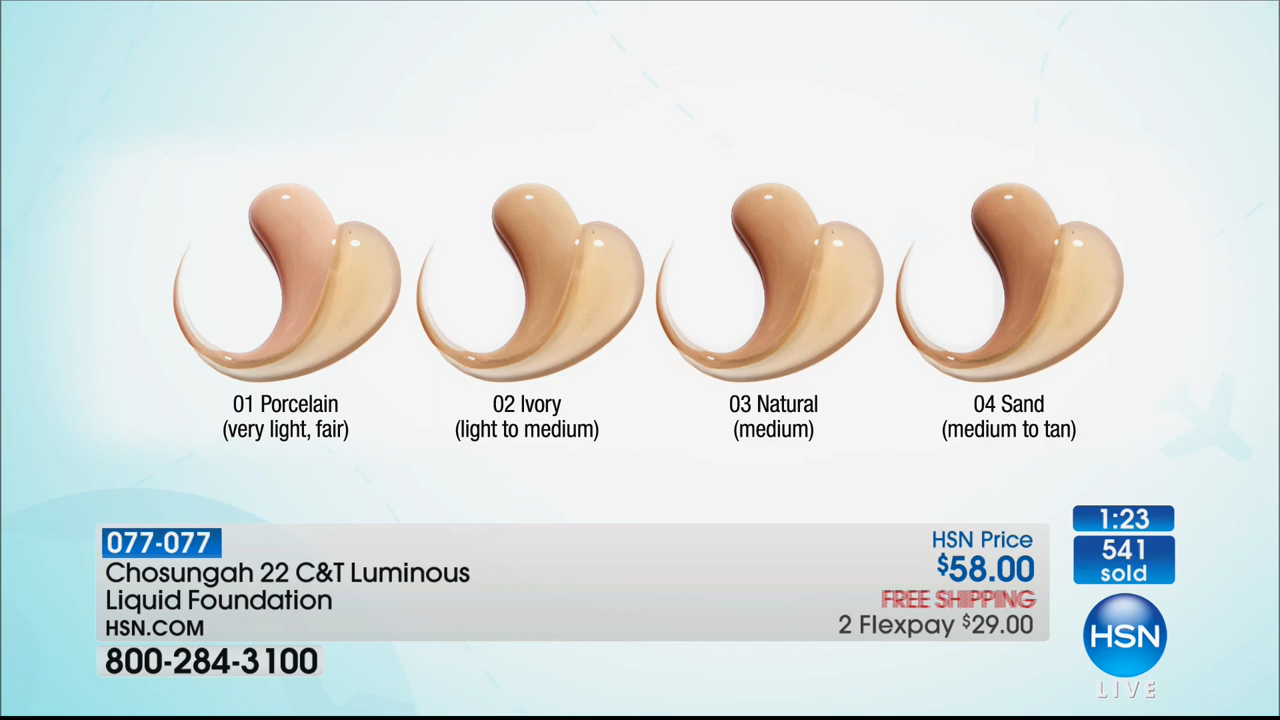 01 Porcelain
(very light, fair)
02 Ivory
(light to medium)
03 Natural
(medium)
04 Sand
(medium to tan)
077-077
Chosungah 22 C&T Luminous
Liquid Foundation
HSN.COM
800-284-3100
HSN Price
$58.00
FREE SHIPPING
2 Flexpay $29.00
1:23
541
sold
HSN
LIVE